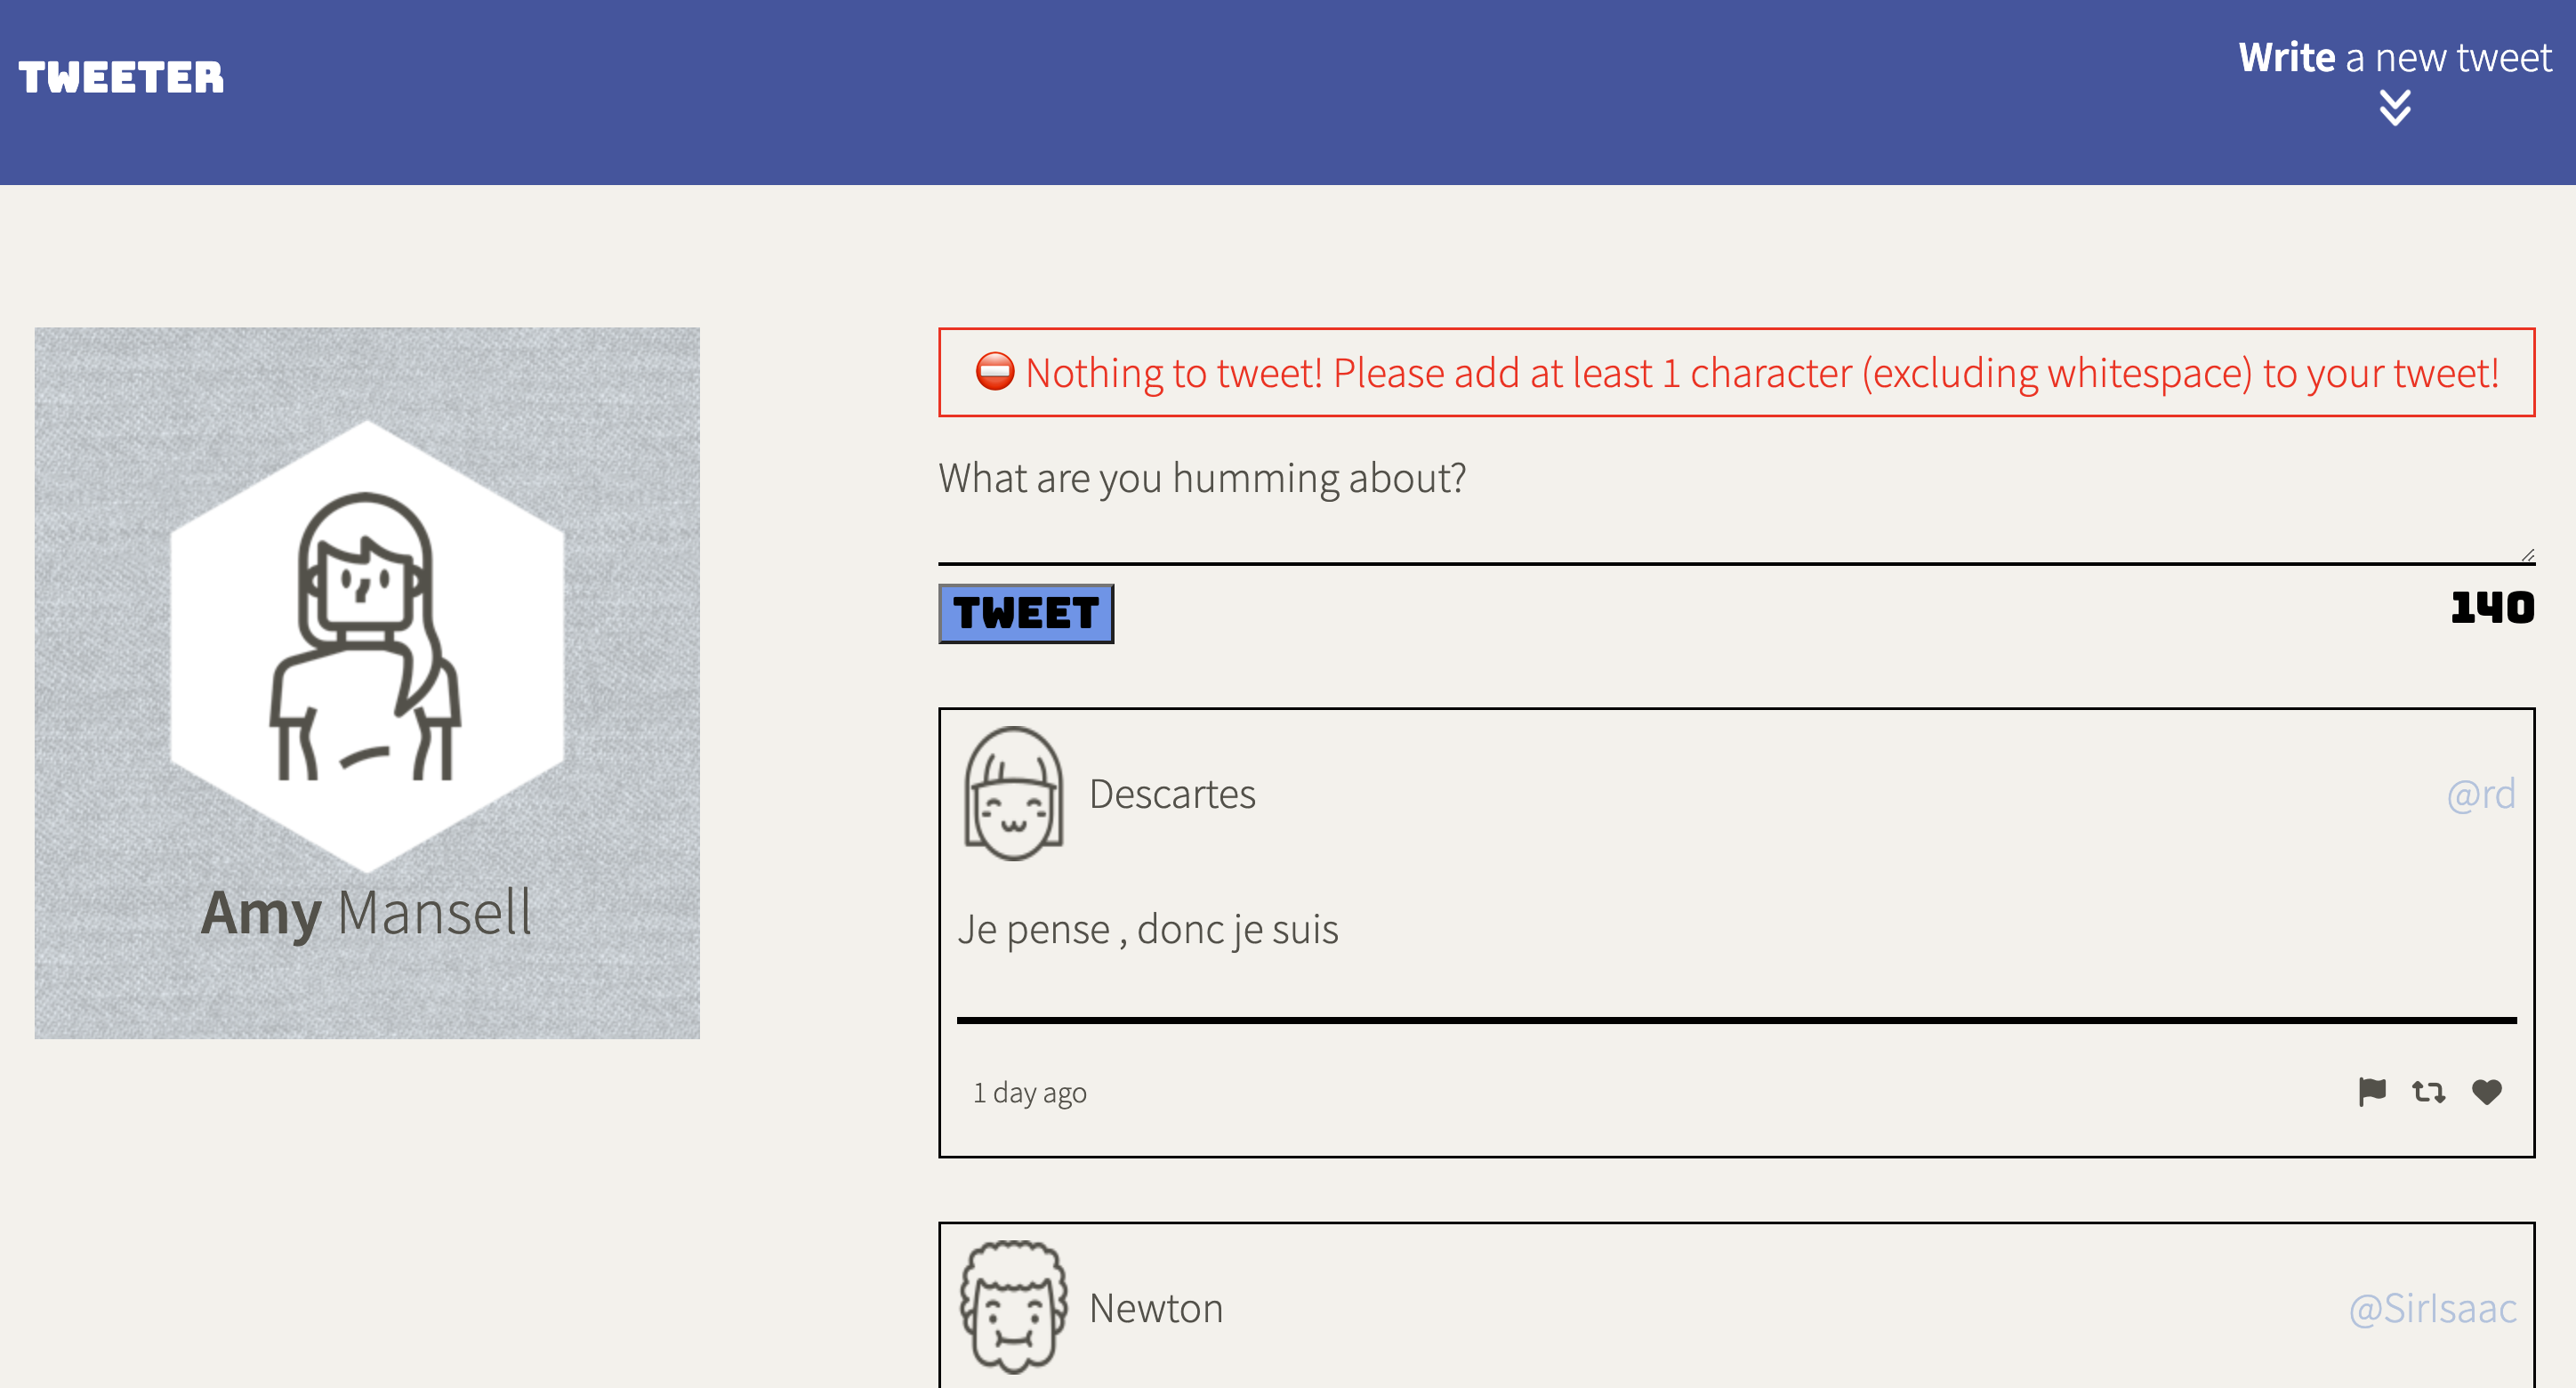 TWEETER
Write a new tweet
Amy Mansell
⛔ Nothing to tweet! Please add at least 1 character (excluding whitespace) to your tweet!
What are you humming about?
TWEET
140
Descartes
@rd
Je pense , donc je suis
1 day ago
Newton
@SirIsaac